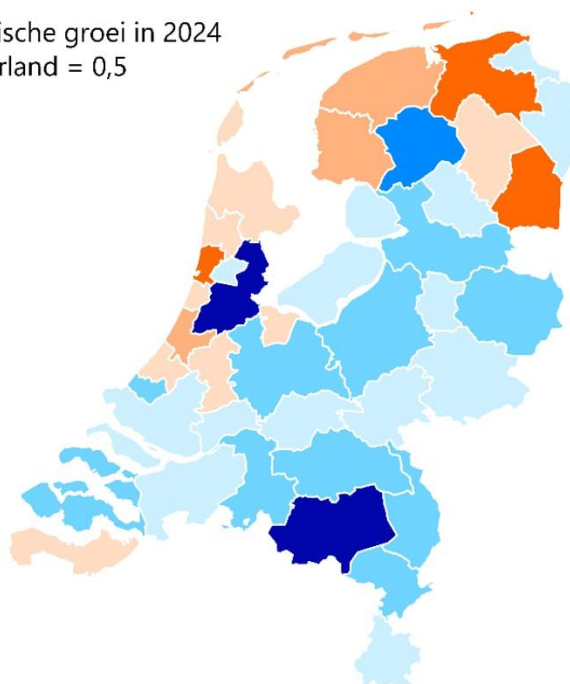 ische groei in 2024
rland = 0,5